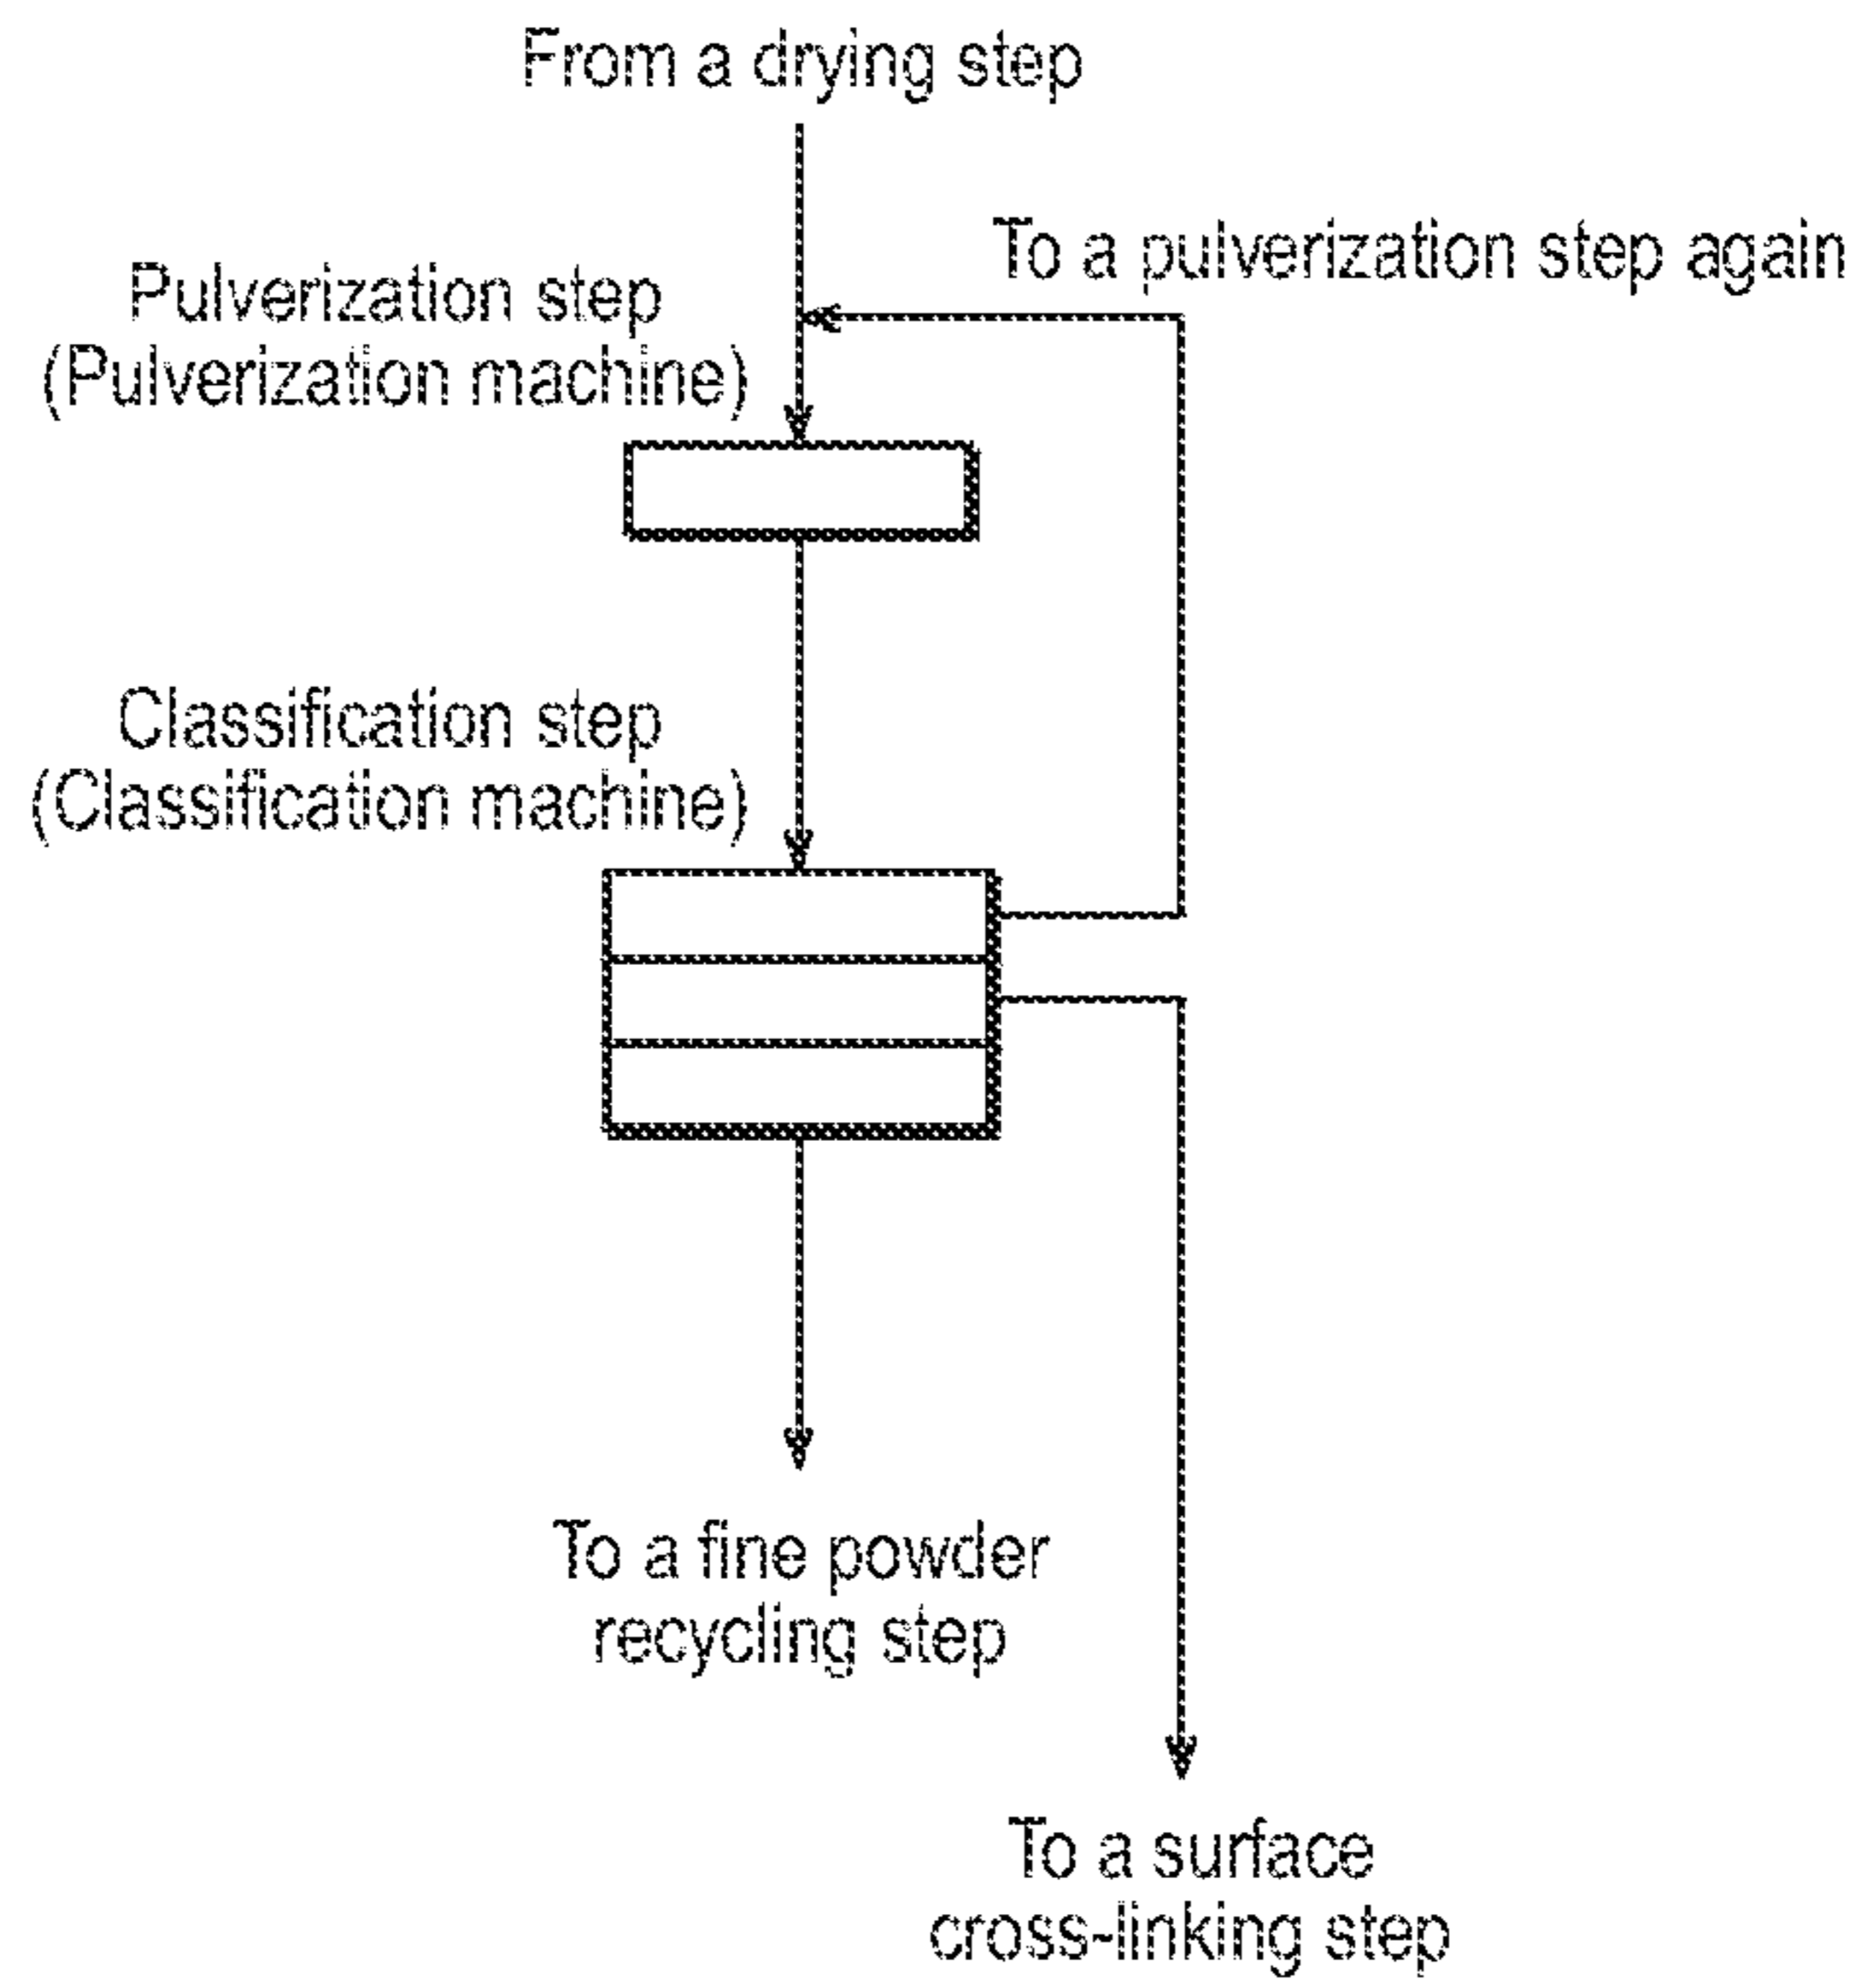 From a drying step
To a pulverization step again
Pulverization step
(Pulverization machine)
Classification step
(Classification machine)
To a fine powder
recycling step
To a surface
cross-linking step